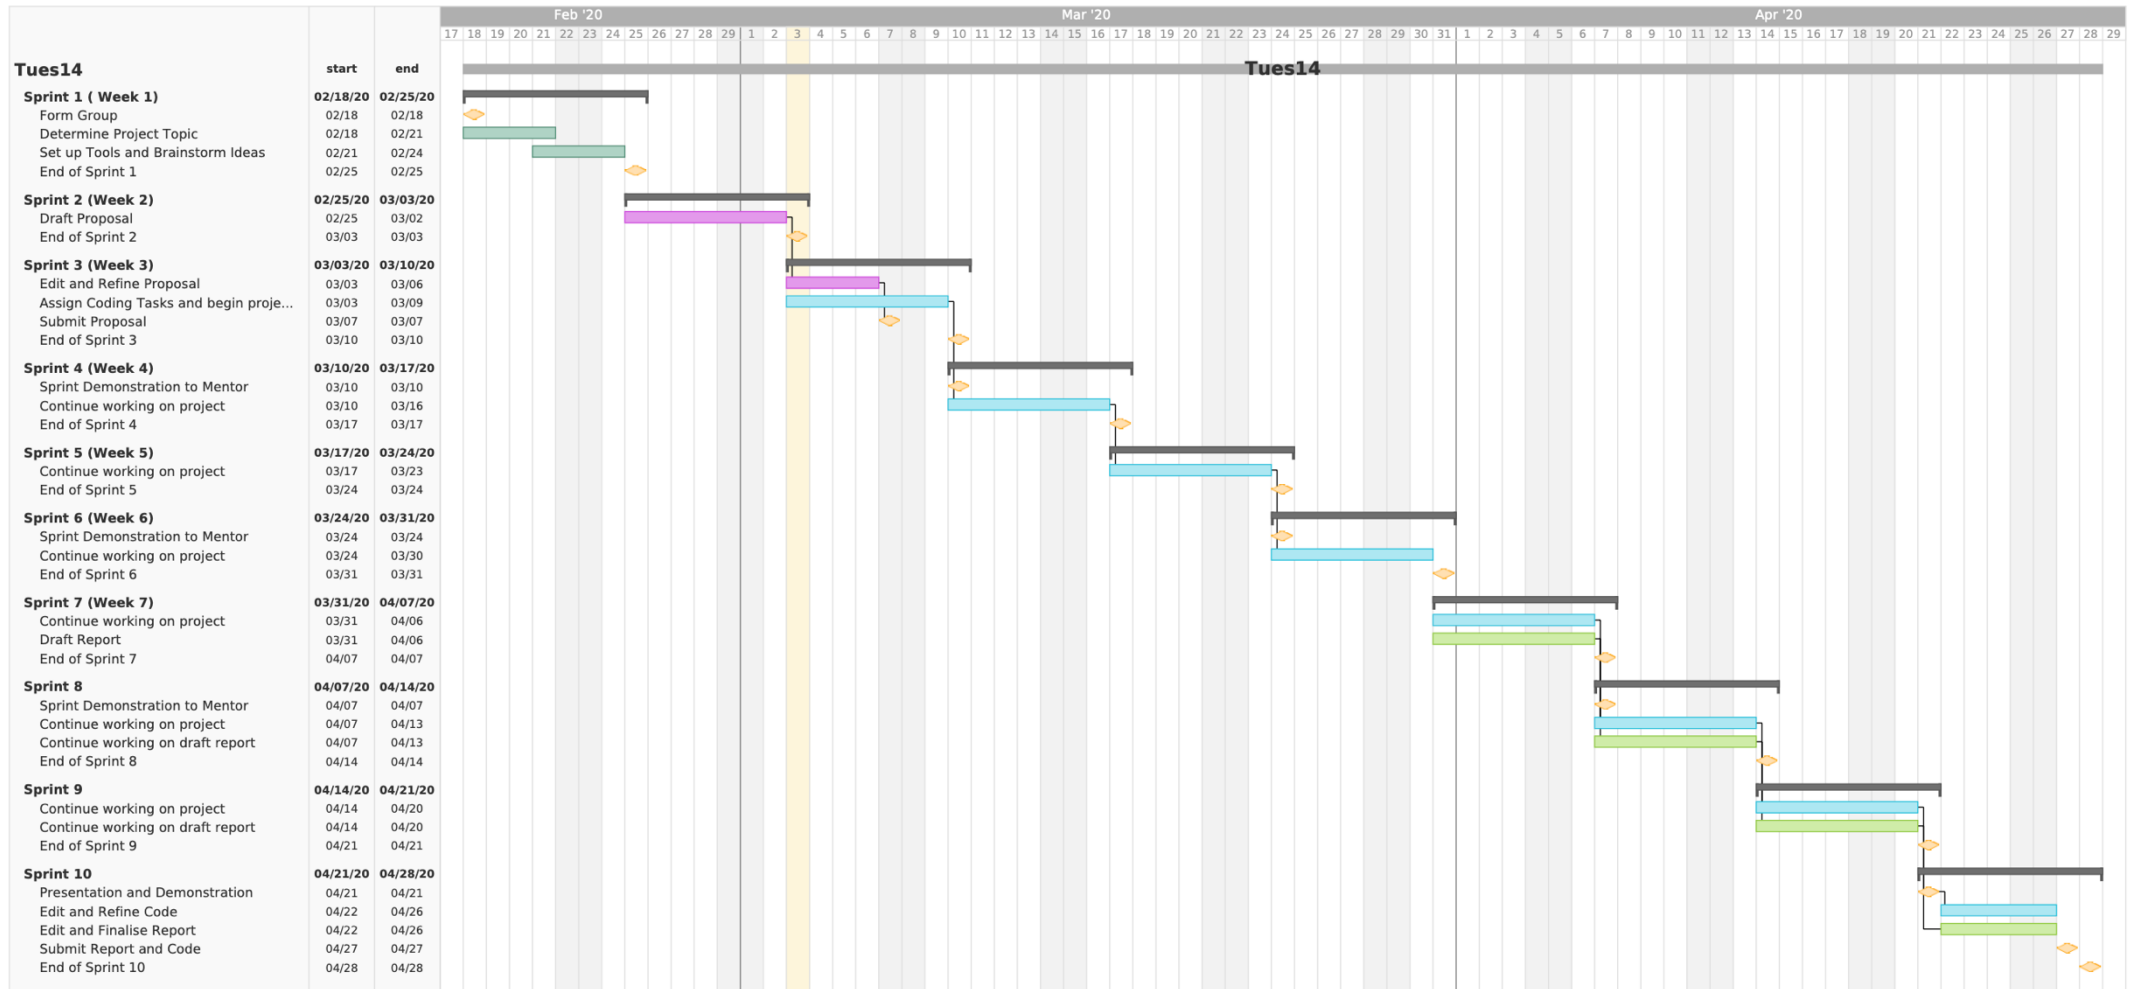 Feb '20 Mar '20 Apr '20
17 18 19 20 21 22 23 24 25 26 27 28 29 1 2 3 4 5 6 7 8 9 10 11 12 13 14 15 16 17 18 19 20 21 22 23 24 25 26 27 28 29 30 31 1 2 3 4 5 6 7 8 9 10 11 12 13 14 15 16 17 18 19 20 21 22 23 24 25 26 27 28 29
Tues14 start end Tues14
Sprint 1 ( Week 1) 02/18/20 02/25/20
Form Group 02/18 02/18
Determine Project Topic 02/18 02/21
Set up Tools and Brainstorm Ideas 02/21 02/24
End of Sprint 1 02/25 02/25
Sprint 2 (Week 2) 02/25/20 03/03/20
Draft Proposal 02/25 03/02
End of Sprint 2 03/03 03/03
Sprint 3 (Week 3) 03/03/20 03/10/20
Edit and Refine Proposal 03/03 03/06
Assign Coding Tasks and begin proje... 03/03 03/09
Submit Proposal 03/07 03/07
End of Sprint 3 03/10 03/10
Sprint 4 (Week 4) 03/10/20 03/17/20
Sprint Demonstration to Mentor 03/10 03/10
Continue working on project 03/10 03/16
End of Sprint 4 03/17 03/17
Sprint 5 (Week 5) 03/17/20 03/24/20
Continue working on project 03/17 03/23
End of Sprint 5 03/24 03/24
Sprint 6 (Week 6) 03/24/20 03/31/20
Sprint Demonstration to Mentor 03/24 03/24
Continue working on project 03/24 03/30
End of Sprint 6 03/31 03/31
Sprint 7 (Week 7) 03/31/20 04/07/20
Continue working on project 03/31 04/06
Draft Report 03/31 04/06
End of Sprint 7 04/07 04/07
Sprint 8 04/07/20 04/14/20
Sprint Demonstration to Mentor 04/07 04/07
Continue working on project 04/07 04/13
Continue working on draft report 04/07 04/13
End of Sprint 8 04/14 04/14
Sprint 9 04/14/20 04/21/20
Continue working on project 04/14 04/20
Continue working on draft report 04/14 04/20
End of Sprint 9 04/21 04/21
Sprint 10 04/21/20 04/28/20
Presentation and Demonstration 04/21 04/21
Edit and Refine Code 04/22 04/26
Edit and Finalise Report 04/22 04/26
Submit Report and Code 04/27 04/27
End of Sprint 10 04/28 04/28